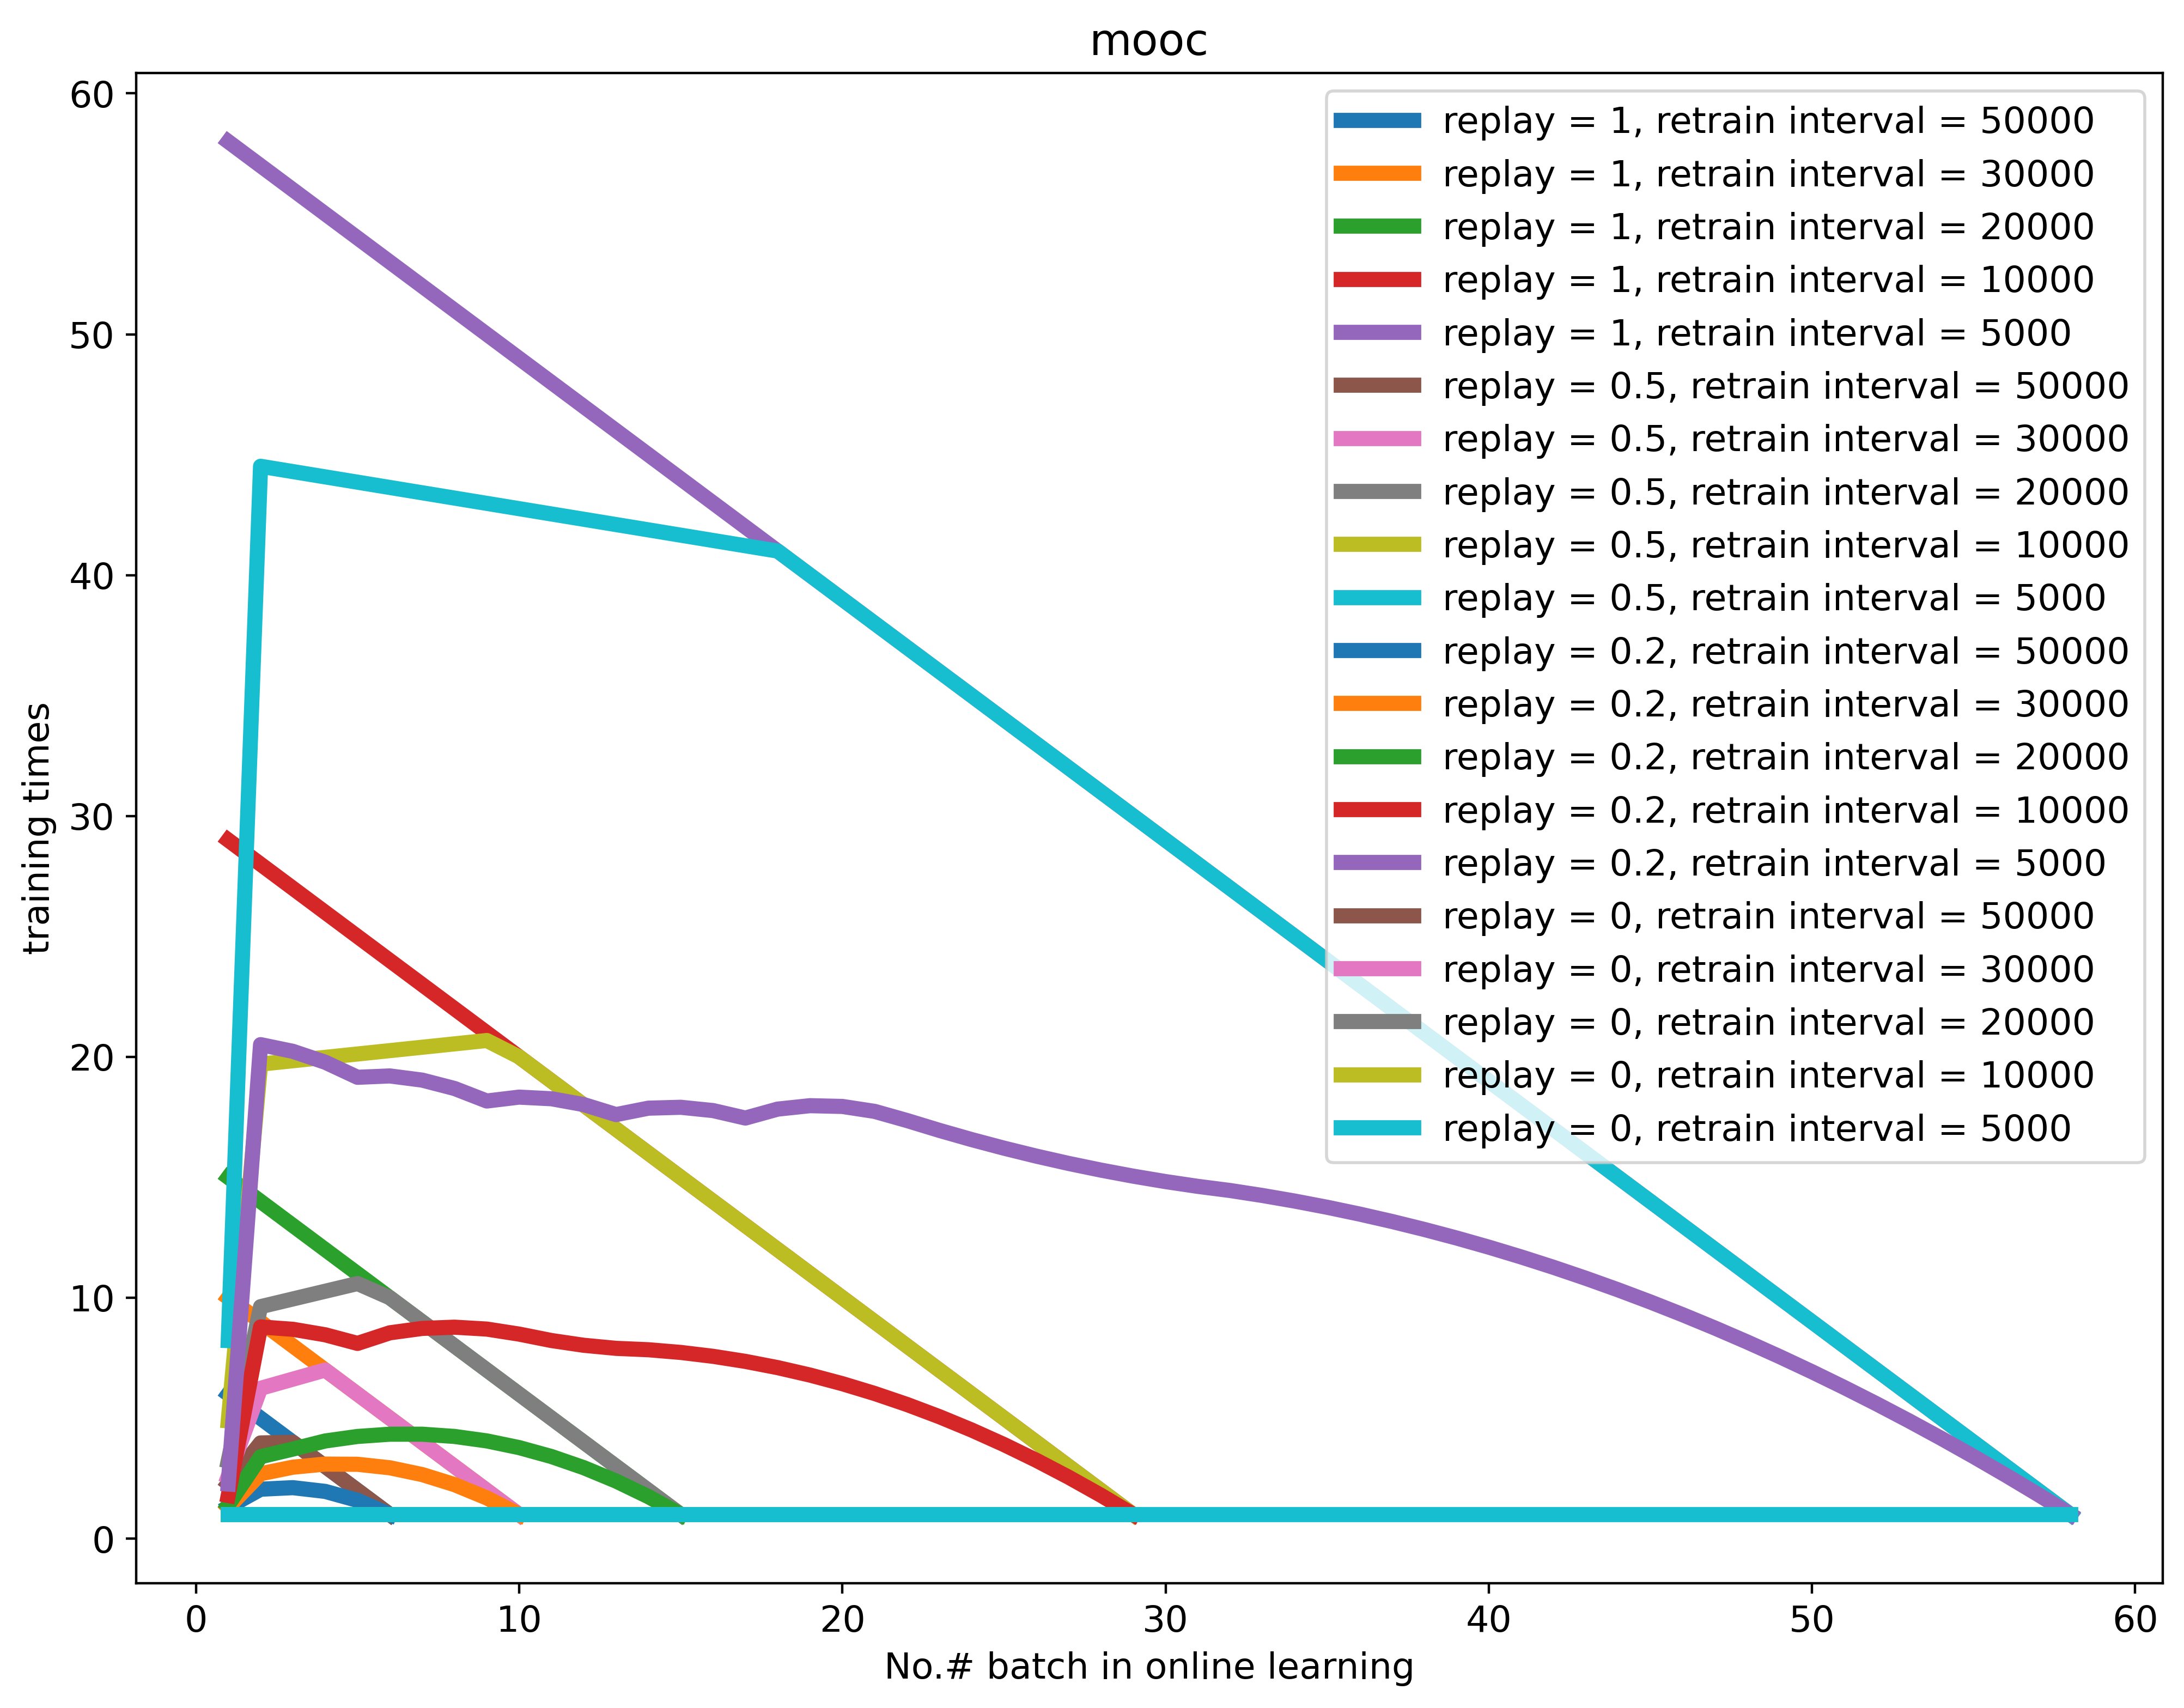 mooc
60
50
40
30
20
10
0
training times
replay = 1, retrain interval = 50000
replay = 1, retrain interval = 30000
replay = 1, retrain interval = 20000
replay = 1, retrain interval = 10000
replay = 1, retrain interval = 5000
replay = 0.5, retrain interval = 50000
replay = 0.5, retrain interval = 30000
replay = 0.5, retrain interval = 20000
replay = 0.5, retrain interval = 10000
replay = 0.5, retrain interval = 5000
replay = 0.2, retrain interval = 50000
replay = 0.2, retrain interval = 30000
replay = 0.2, retrain interval = 20000
replay = 0.2, retrain interval = 10000
replay = 0.2, retrain interval = 5000
replay = 0, retrain interval = 50000
replay = 0, retrain interval = 30000
replay = 0, retrain interval = 20000
replay = 0, retrain interval = 10000
replay = 0, retrain interval = 5000
0 10 20 30 40 50 60
No.# batch in online learning